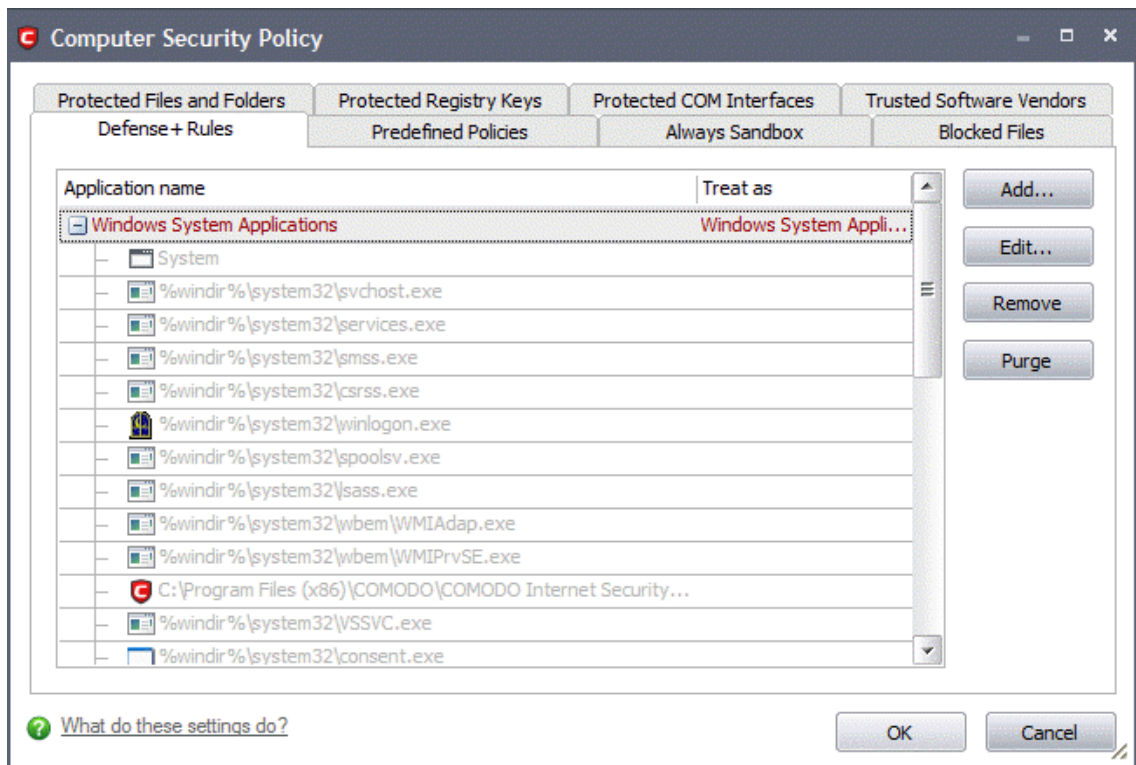 Computer Security Policy
Protected Files and Folders Protected Registry Keys Protected COM Interfaces Trusted Software Vendors
Defense+ Rules Predefined Policies Always Sandbox Blocked Files
Application name Treat as
Add...
Windows System Applications Windows System Appli...
Edit...
System
%windir%\system32\svchost.exe
Remove
%windir%\system32\services.exe
%windir%\system32\smss.exe
Purge
%windir%\system32\csrss.exe
%windir%\system32\winlogon.exe
%windir%\system32\spoolsv.exe
%windir%\system32\lsass.exe
%windir%\system32\wbem\WMIAdap.exe
%windir%\system32\wbem\WMIPrvSE.exe
C:\Program Files (x86)\COMODO\COMODO Internet Security...
%windir%\system32\VSSVC.exe
%windir%\system32\consent.exe
What do these settings do?
OK Cancel